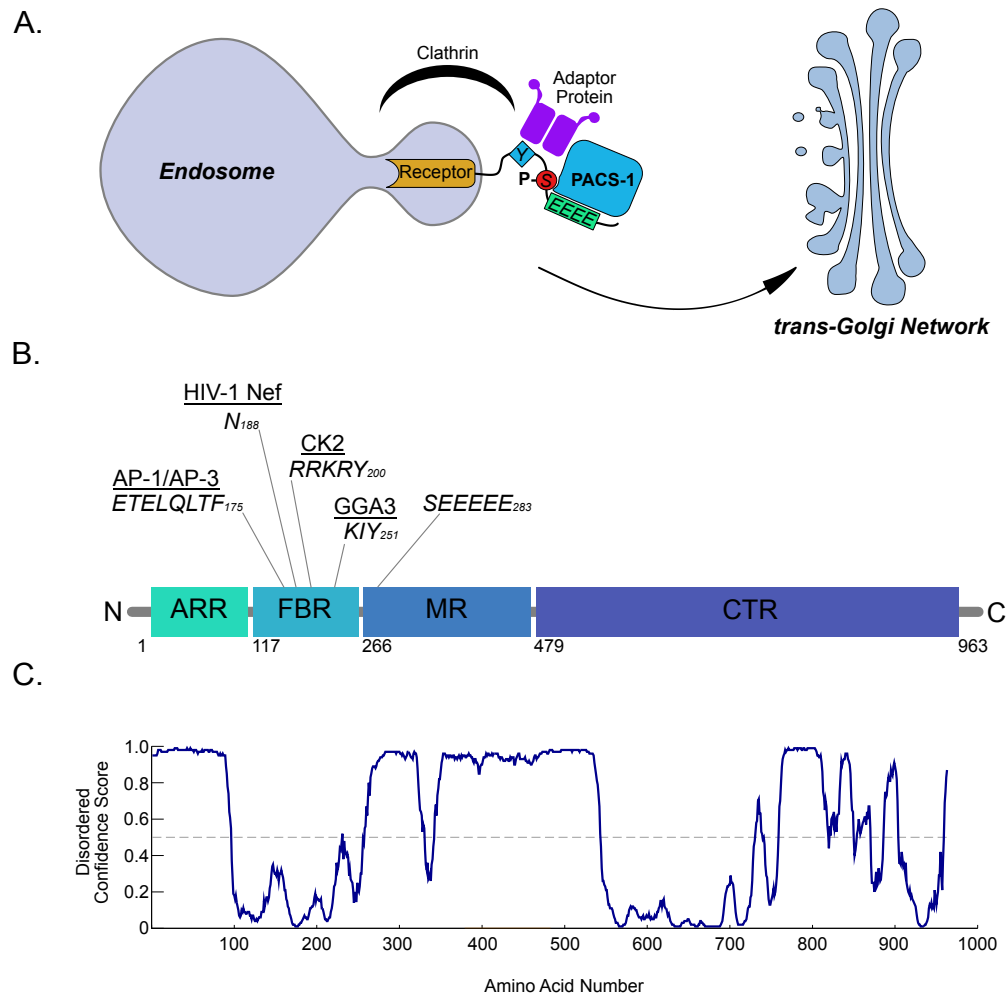 A.
Clathrin
Adaptor
Protein
Endosome
Receptor
Y
P-S
PACS-1
EEEE
trans-Golgi Network
B.
HIV-1 Nef
N188
CK2
RRKRY200
AP-1/AP-3
ETELQLTF175
GGA3
KIY251
SEEEEE283
N ARR FBR MR CTR C
1 117 266 479 963
C.
1.0
0.8
0.6
0.4
0.2
0
Disordered
Confidence Score
100 200 300 400 500 600 700 800 900 1000
Amino Acid Number